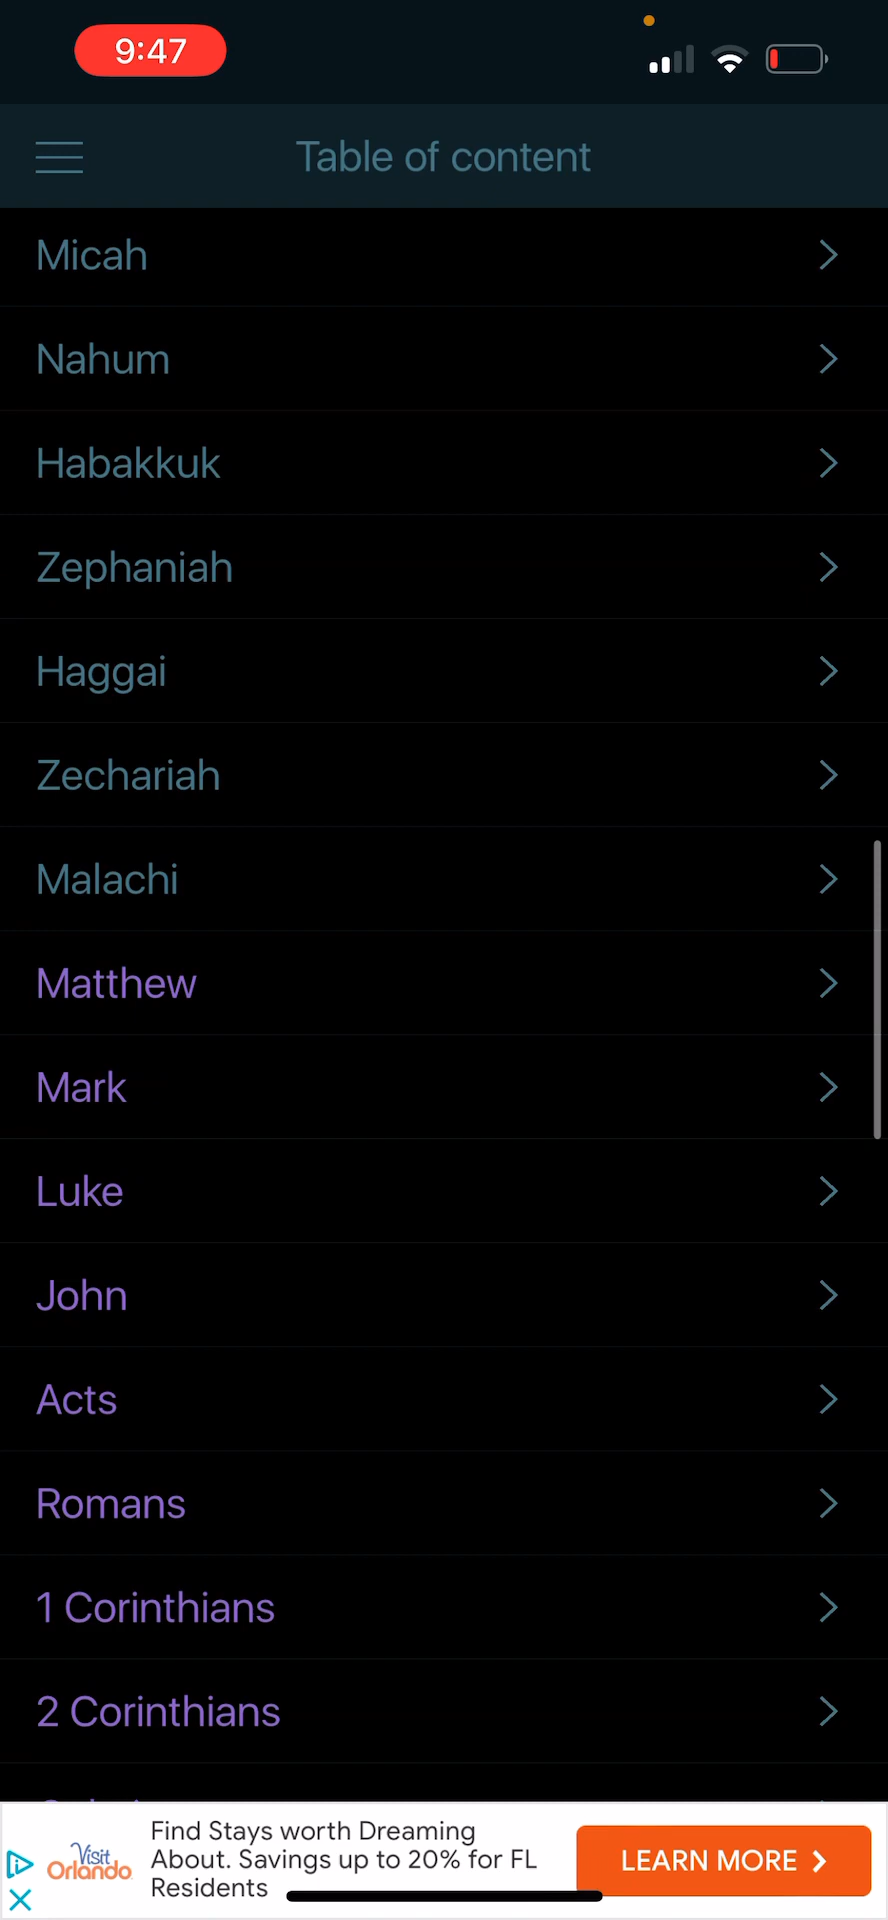 9:47
Table of content
Micah
Nahum
Habakkuk
Zephaniah
Haggai
Zechariah
Malachi
Matthew
Mark
Luke
John
Acts
Romans
1 Corinthians
2 Corinthians
Visit
Orlando
Find Stays worth Dreaming
About. Savings up to 20% for FL
Residents
LEARN MORE